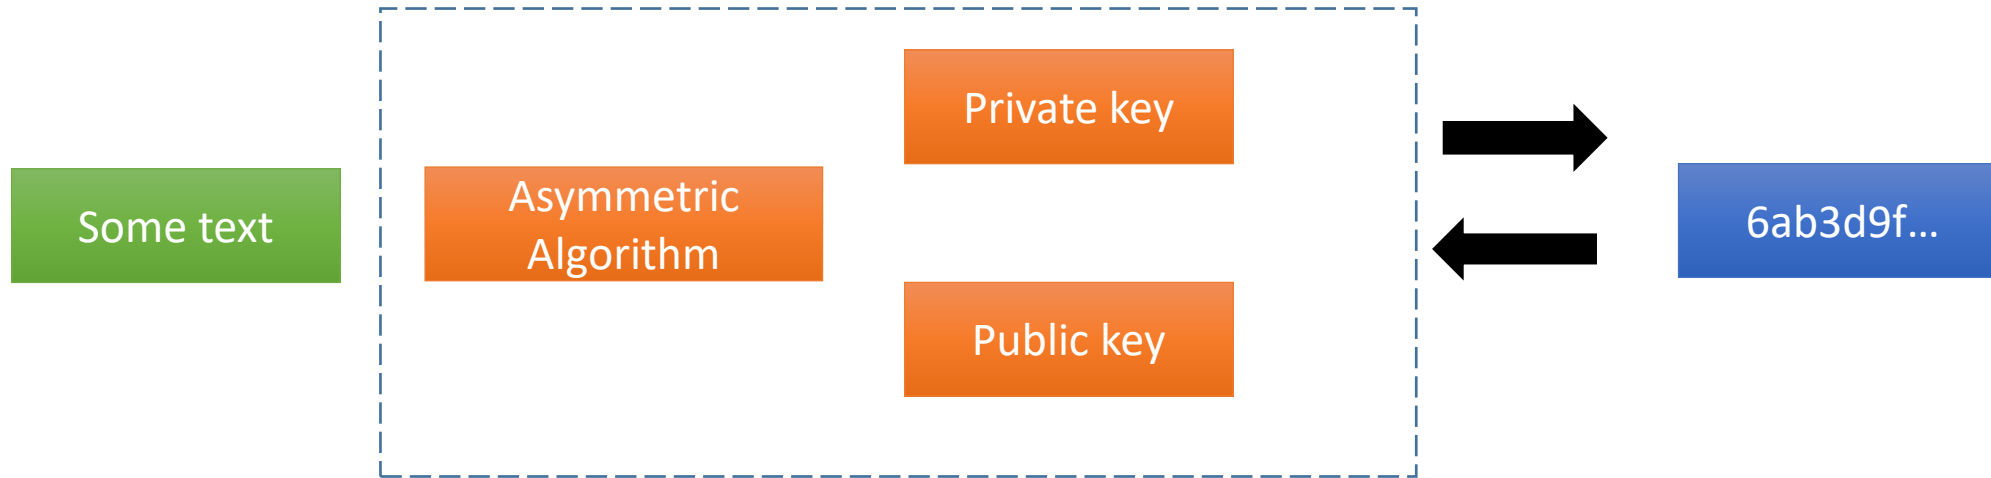 Some text
Asymmetric
Algorithm
Private key
Public key
6ab3d9f...